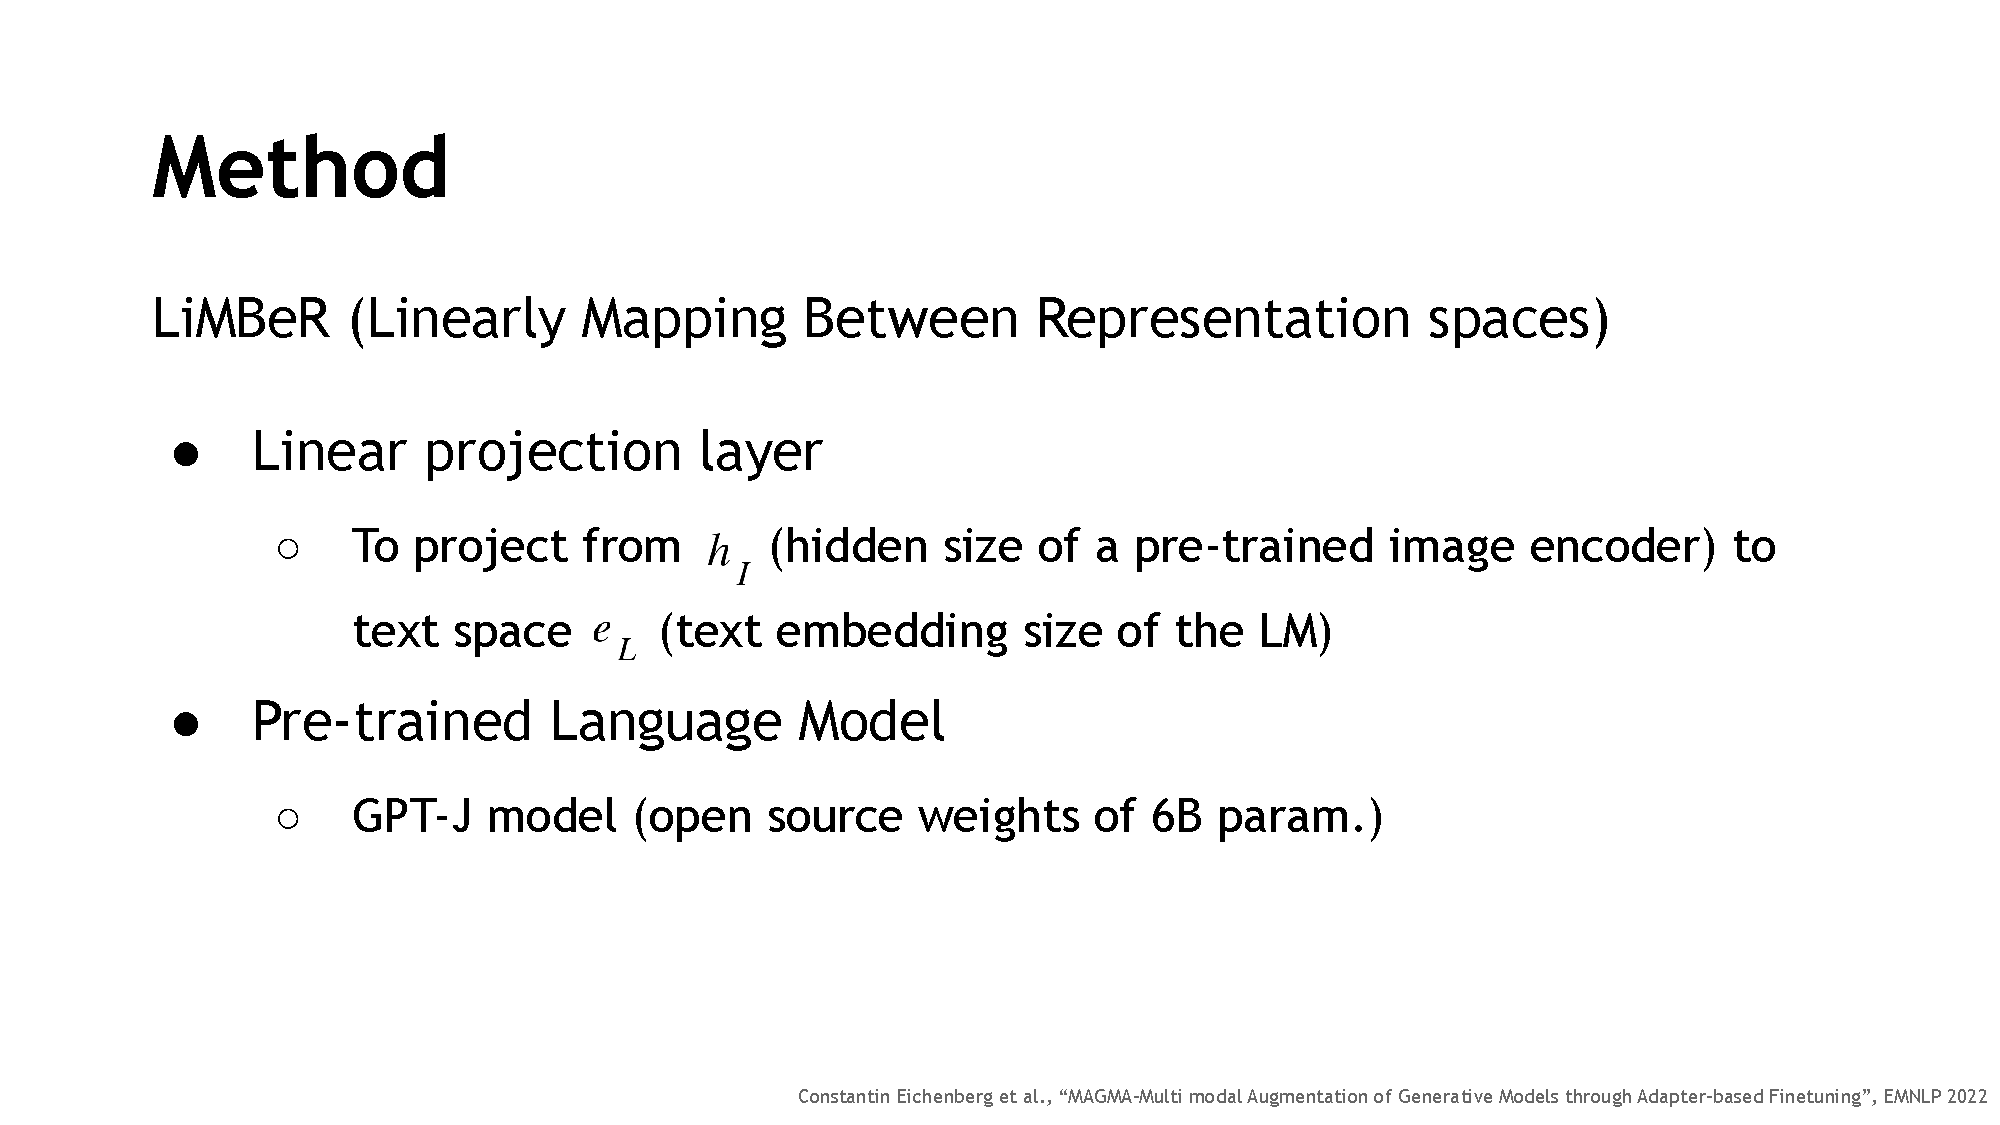 Method
LiMBeR (Linearly Mapping Between Representation spaces)
● Linear projection layer
○ To project from h_I (hidden size of a pre-trained image encoder) to
text space e_L (text embedding size of the LM)
● Pre-trained Language Model
○ GPT-J model (open source weights of 6B param.)
Constantin Eichenberg et al., “MAGMA-Multi modal Augmentation of Generative Models through Adapter-based Finetuning”, EMNLP 2022